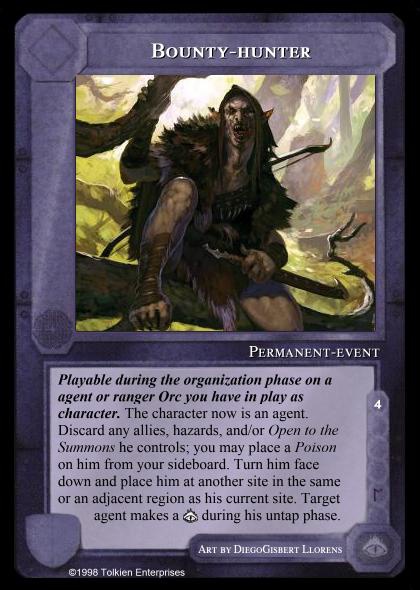 BOUNTY-HUNTER
PERMANENT-EVENT
Playable during the organization phase on a
agent or ranger Orc you have in play as
character. The character now is an agent.
Discard any allies, hazards, and/or Open to the
Summons he controls; you may place a Poison
on him from your sideboard. Turn him face
down and place him at another site in the same
or an adjacent region as his current site. Target
agent makes a during his untap phase.
4
ART BY DIEGOGISBERT LLORENS
©1998 Tolkien Enterprises